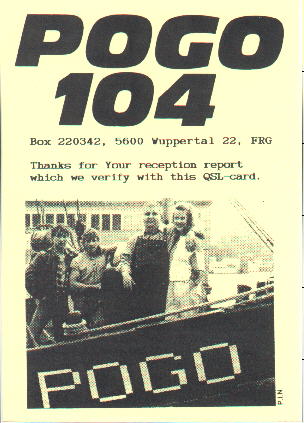 POGO
104
Box 220342, 5600 Wuppertal 22, FRG
Thanks for Your reception report
which we verify with this QSL-card.
POGO
PIN